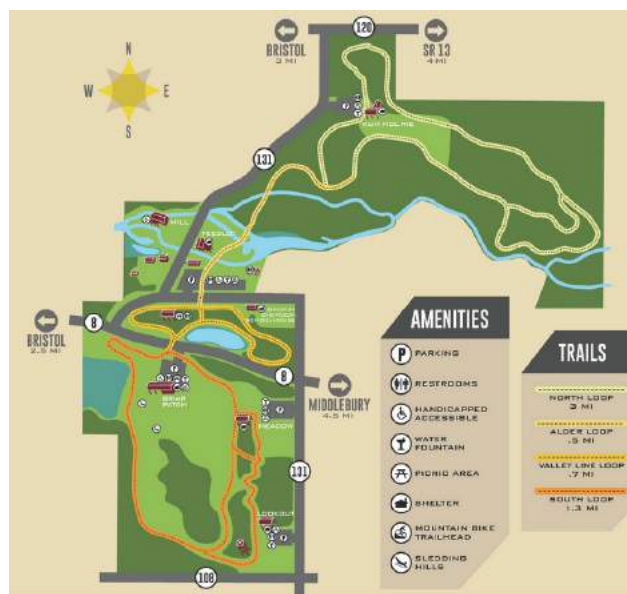 120
BRISTOL
3 MI
SR 13
4 MI
N
W
E
S
131
MILL
8
BRISTOL
2.5 MI
8
MIDDLEBURY
4.5 MI
BRIAR
PATCH
MEADOW
131
LOOKOUT
108
AMENITIES
P PARKING
RESTROOMS
HANDICAPPED
ACCESSIBLE
WATER
FOUNTAIN
PICNIC AREA
SHELTER
MOUNTAIN BIKE
TRAILHEAD
SLEDDING
HILLS
TRAILS
NORTH LOOP
3 MI
ALDER LOOP
.5 MI
VALLEY LINE LOOP
.7 MI
SOUTH LOOP
1.3 MI